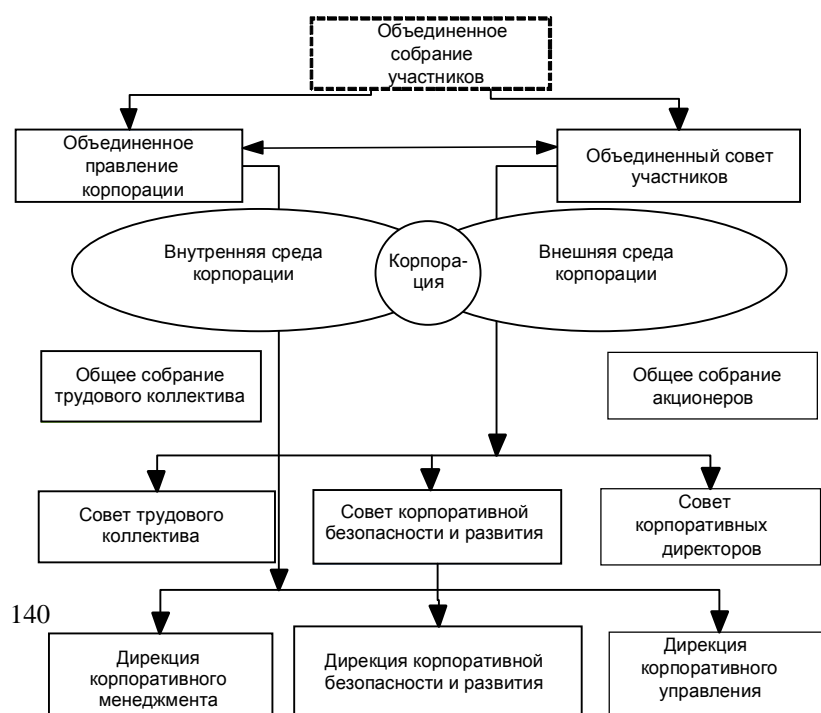 Объединенное
собрание
участников
Объединенное
правление
корпорации
Объединенный совет
участников
Внутренняя среда
корпорации
Корпора-
ция
Внешняя среда
корпорации
Общее собрание
трудового коллектива
Общее собрание
акционеров
Совет трудового
коллектива
Совет корпоративной
безопасности и развития
Совет
корпоративных
директоров
140
Дирекция
корпоративного
менеджмента
Дирекция корпоративной
безопасности и развития
Дирекция
корпоративного
управления